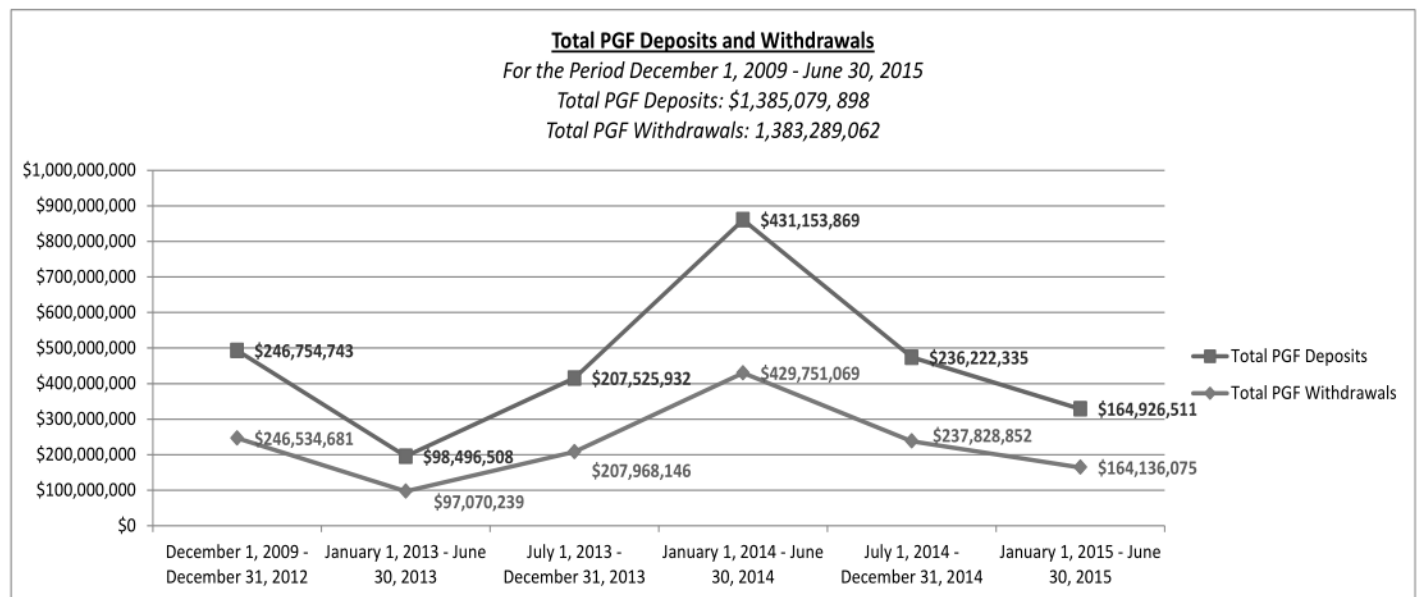 Total PGF Deposits and Withdrawals
For the Period December 1, 2009 - June 30, 2015
Total PGF Deposits: $1,385,079, 898
Total PGF Withdrawals: 1,383,289,062
$1,000,000,000
$900,000,000
$800,000,000
$700,000,000
$600,000,000
$500,000,000
$400,000,000
$300,000,000
$200,000,000
$100,000,000
$0
$246,754,743
$98,496,508
$207,525,932
$431,153,869
$236,222,335
$164,926,511
$246,534,681
$97,070,239
$207,968,146
$429,751,069
$237,828,852
$164,136,075
Total PGF Deposits
Total PGF Withdrawals
December 1, 2009 -
December 31, 2012
January 1, 2013 - June
30, 2013
July 1, 2013 -
December 31, 2013
January 1, 2014 - June
30, 2014
July 1, 2014 -
December 31, 2014
January 1, 2015 - June
30, 2015